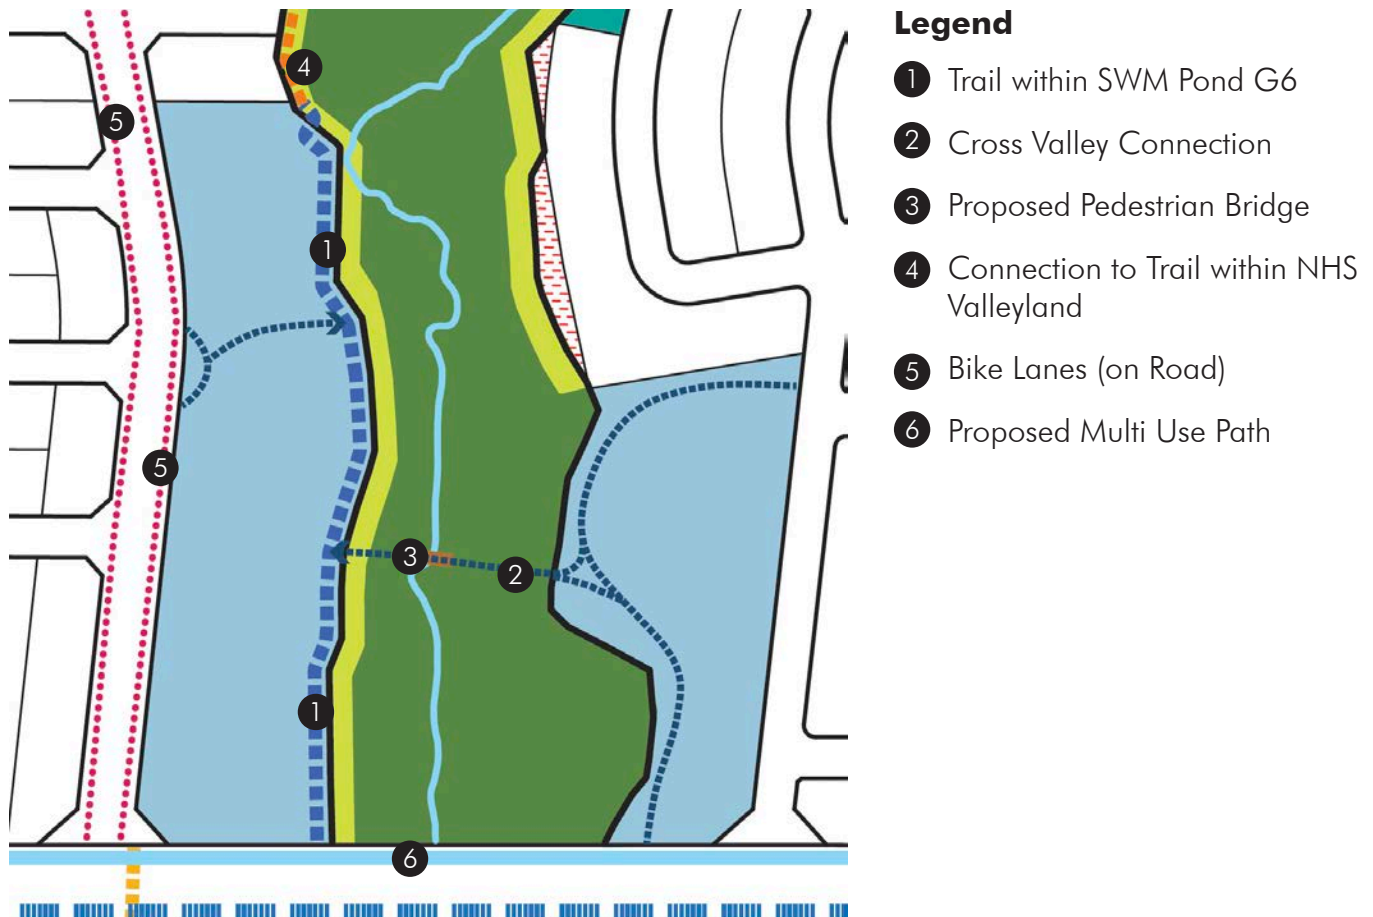 Legend
1 Trail within SWM Pond G6
2 Cross Valley Connection
3 Proposed Pedestrian Bridge
4 Connection to Trail within NHS
Valleyland
5 Bike Lanes (on Road)
6 Proposed Multi Use Path
4
5
1
5
3
2
1
6